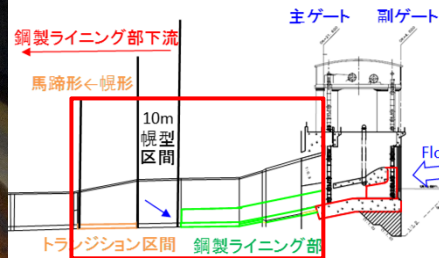 主ゲート 副ゲート
鋼製ライニング部下流
馬蹄形←幌形
10m
幌型
区間
Flo
トランジション区間 鋼製ライニング部